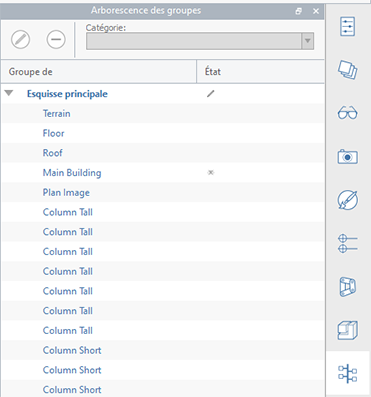 Arborescence des groupes
Catégorie:
Groupe de État
Esquisse principale
Terrain
Floor
Roof
Main Building
Plan Image
Column Tall
Column Tall
Column Tall
Column Tall
Column Tall
Column Tall
Column Tall
Column Short
Column Short
Column Short